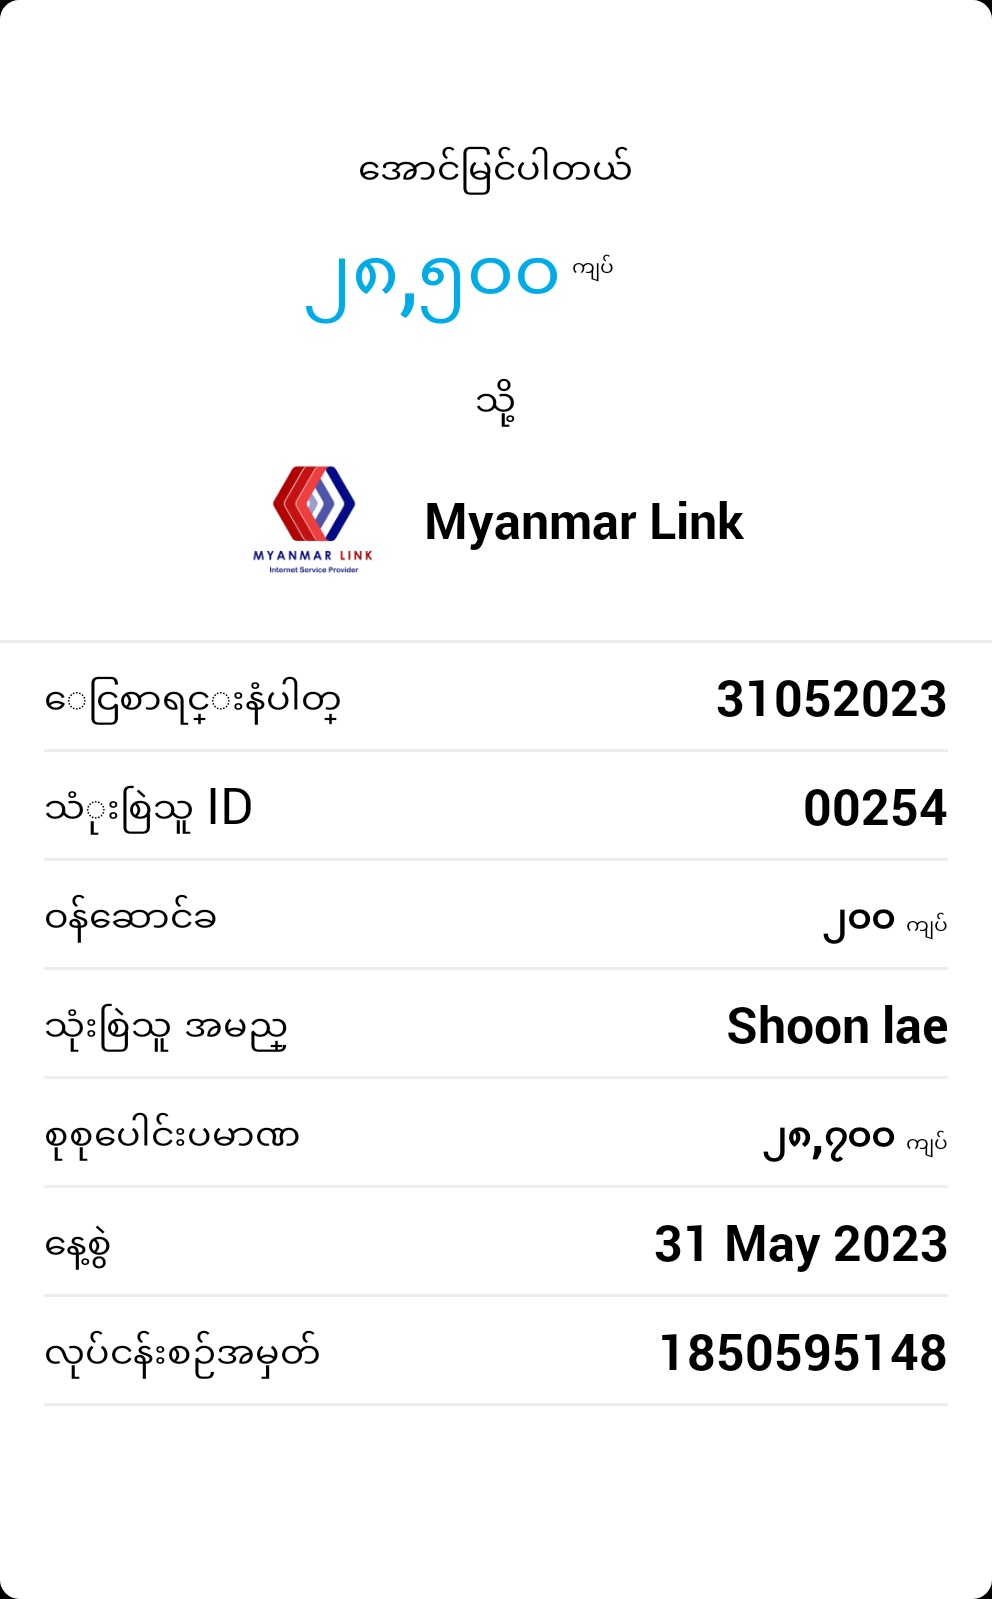 အောင်မြင်ပါတယ်
၂၈,၅၀၀ ကျပ်
သို့
MYANMAR LINK
Internet Service Provider
Myanmar Link
ေငြစာရင္းနံပါတ္ 31052023
သံုးစြဲသူ ID 00254
ဝန်ဆောင်ခ ၂၀၀ ကျပ်
သုံးစြဲသူ အမည္ Shoon lae
စုစုပေါင်းပမာဏ ၂၈,၇၀၀ ကျပ်
နေ့စွဲ 31 May 2023
လုပ်ငန်းစဉ်အမှတ် 1850595148